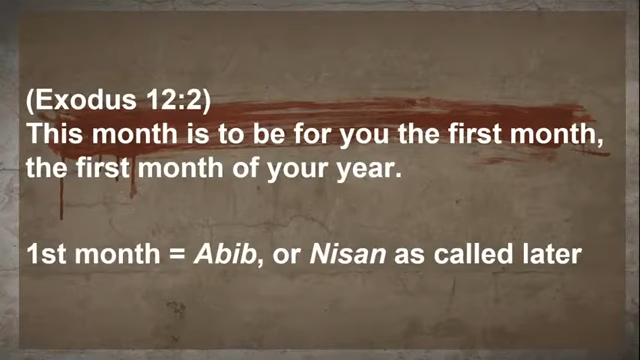 (Exodus 12:2)
This month is to be for you the first month,
the first month of your year.
1st month = Abib, or Nisan as called later